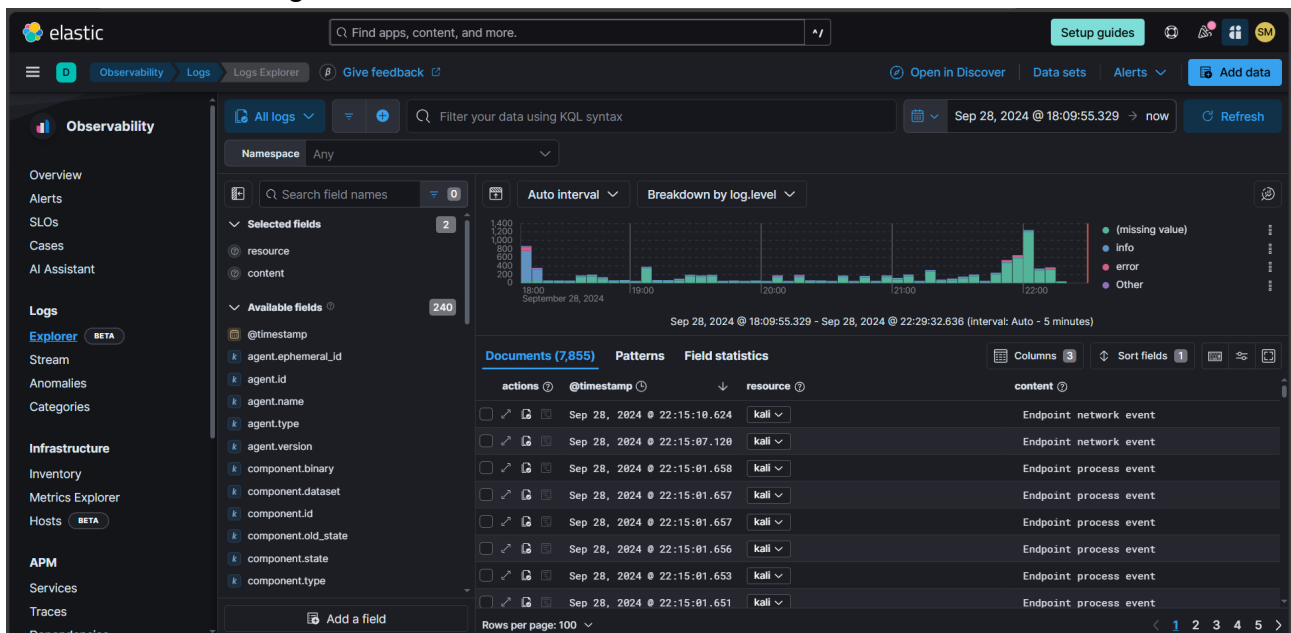 elastic
Find apps, content, and more.
^/
Setup guides
SM
D
Observability
Logs
Logs Explorer
β
Give feedback
Open in Discover
Data sets
Alerts
Add data
Observability
Overview
Alerts
SLOs
Cases
AI Assistant
Logs
Explorer BETA
Stream
Anomalies
Categories
Infrastructure
Inventory
Metrics Explorer
Hosts BETA
APM
Services
Traces
All logs
Filter your data using KQL syntax
Sep 28, 2024 @ 18:09:55.329 → now
Refresh
Namespace Any
Search field names 0
Selected fields 2
resource
content
Available fields 240
@timestamp
k agent.ephemeral_id
k agent.id
k agent.name
k agent.type
k agent.version
k component.binary
k component.dataset
k component.id
k component.old_state
k component.state
k component.type
Add a field
Auto interval
Breakdown by log.level
1,400
1,200
1,000
800
600
400
200
0
18:00 19:00 20:00 21:00 22:00
September 28, 2024
(missing value)
info
error
Other
Sep 28, 2024 @ 18:09:55.329 - Sep 28, 2024 @ 22:29:32.636 (interval: Auto - 5 minutes)
Documents (7,855) Patterns Field statistics Columns 3 Sort fields 1
actions @timestamp ↓ resource content
Sep 28, 2024 @ 22:15:10.624 kali Endpoint network event
Sep 28, 2024 @ 22:15:07.120 kali Endpoint network event
Sep 28, 2024 @ 22:15:01.658 kali Endpoint process event
Sep 28, 2024 @ 22:15:01.657 kali Endpoint process event
Sep 28, 2024 @ 22:15:01.657 kali Endpoint process event
Sep 28, 2024 @ 22:15:01.656 kali Endpoint process event
Sep 28, 2024 @ 22:15:01.653 kali Endpoint process event
Sep 28, 2024 @ 22:15:01.651 kali Endpoint process event
Rows per page: 100
1 2 3 4 5